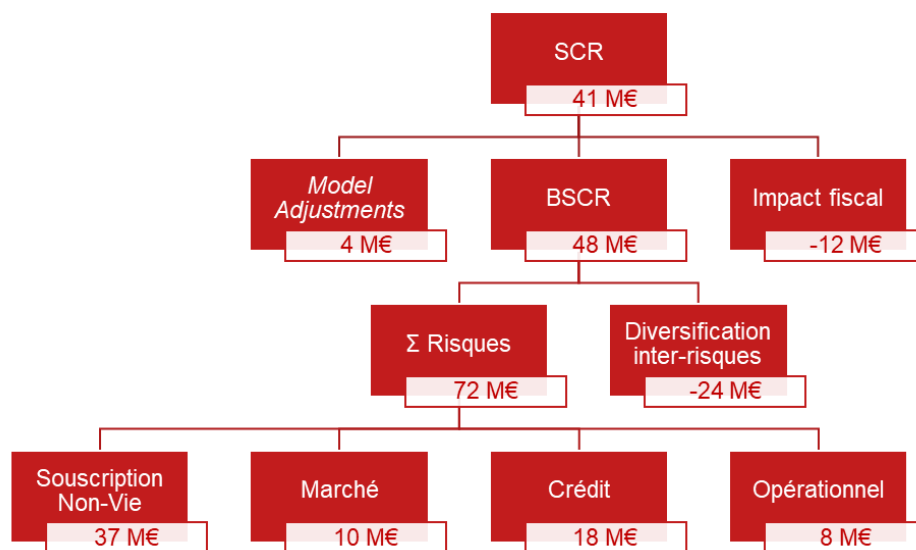 SCR
41 M€
Model
Adjustments
4 M€
BSCR
48 M€
Impact fiscal
-12 M€
Σ Risques
72 M€
Diversification
inter-risques
-24 M€
Souscription
Non-Vie
37 M€
Marché
10 M€
Crédit
18 M€
Opérationnel
8 M€